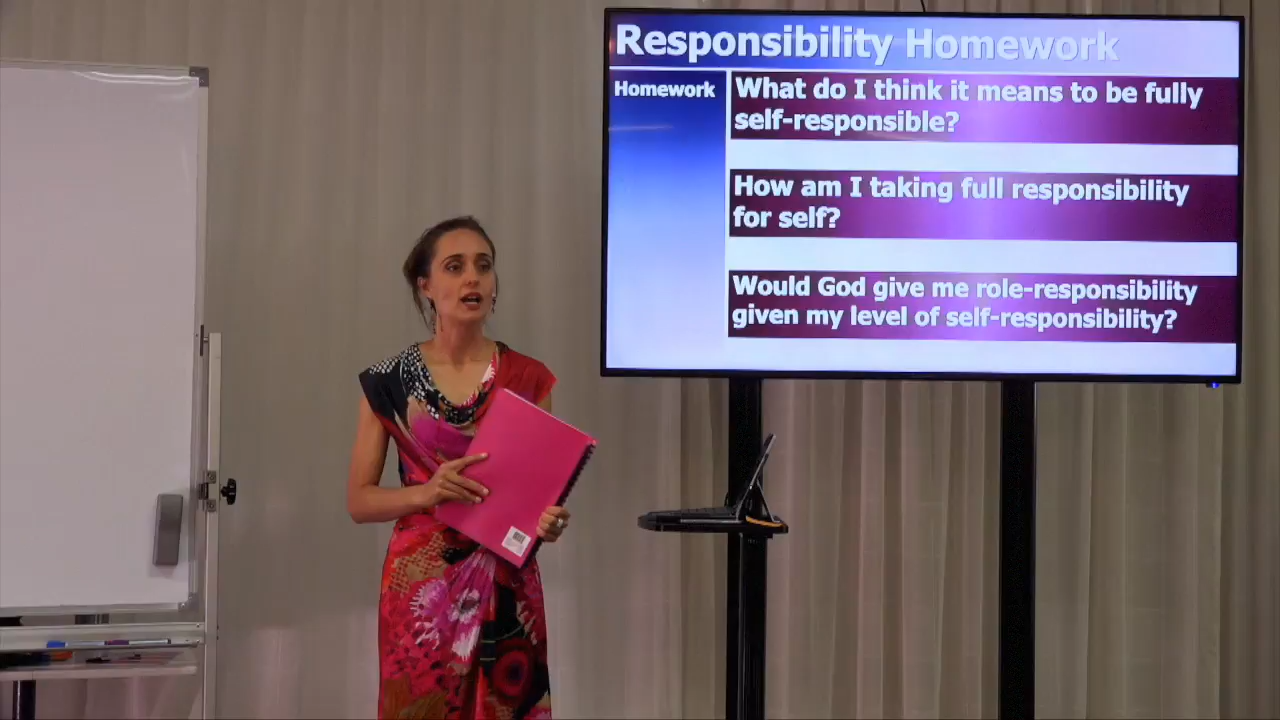 Responsibility Homework
Homework
What do I think it means to be fully
self-responsible?
How am I taking full responsibility
for self?
Would God give me role-responsibility
given my level of self-responsibility?